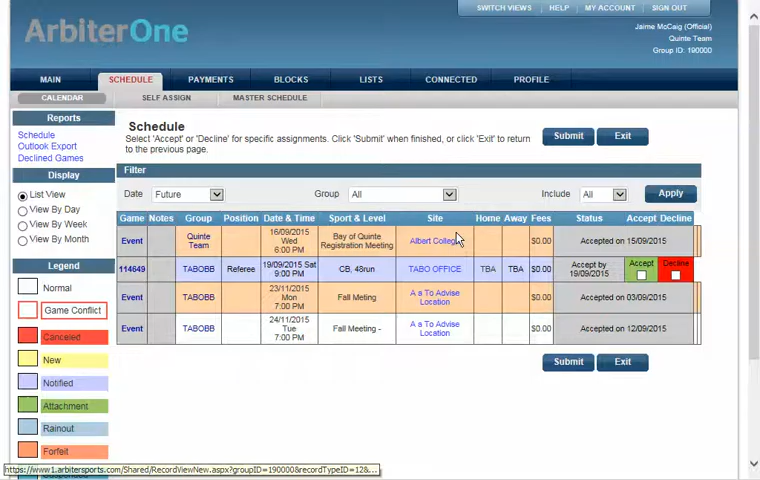 SWITCH VIEWS HELP MY ACCOUNT SIGN OUT
ArbiterOne
Jaime McCaig (Official)
Quinte Team
Group ID: 190000
MAIN SCHEDULE PAYMENTS BLOCKS LISTS CONNECTED PROFILE
CALENDAR SELF ASSIGN MASTER SCHEDULE
Reports
Schedule
Outlook Export
Declined Games
Display
List View
View By Day
View By Week
View By Month
Legend
Normal
Game Conflict
Canceled
New
Notified
Attachment
Rainout
Forfeit
Schedule
Select 'Accept' or 'Decline' for specific assignments. Click 'Submit' when finished, or click 'Exit' to return
to the previous page.
Submit Exit
Filter
Date Future Group All Include All Apply
Game Notes Group Position Date & Time Sport & Level Site Home Away Fees Status Accept Decline
Event Quinte Team 16/09/2015 Wed 6:00 PM Bay of Quinte Registration Meeting Albert College $0.00 Accepted on 15/09/2015
114649 TABOBB Referee 19/09/2015 Sat 9:00 PM CB, 48run TABO OFFICE TBA TBA $0.00 Accept by 19/09/2015 Accept Decline
Event TABOBB 23/11/2015 Mon 7:00 PM Fall Meting A a To Advise Location $0.00 Accepted on 03/09/2015
Event TABOBB 24/11/2015 Tue 7:00 PM Fall Meeting - A a To Advise Location $0.00 Accepted on 12/09/2015
Submit Exit
https://www1.arbitersports.com/Shared/RecordViewNew.aspx?groupID=190000&recordTypeID=12&...